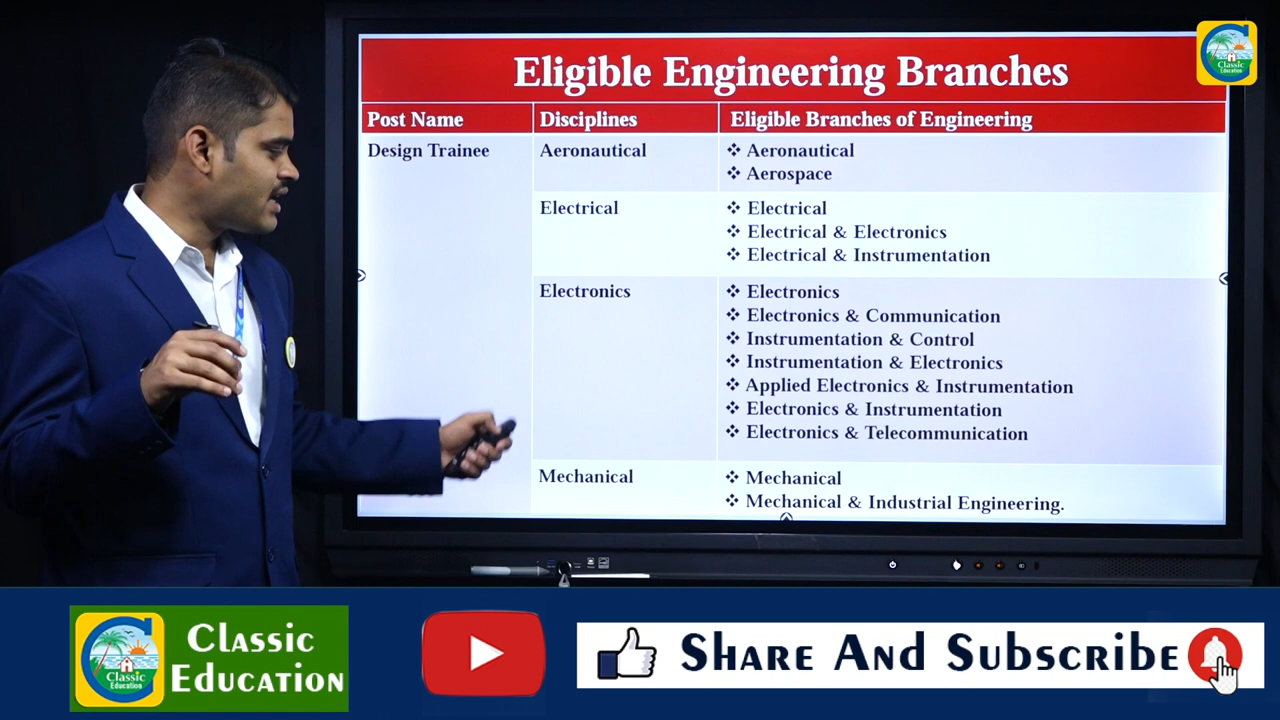 Eligible Engineering Branches
Classic
Education
Post Name Disciplines Eligible Branches of Engineering
Design Trainee Aeronautical ❖ Aeronautical
❖ Aerospace
Electrical ❖ Electrical
❖ Electrical & Electronics
❖ Electrical & Instrumentation
Electronics ❖ Electronics
❖ Electronics & Communication
❖ Instrumentation & Control
❖ Instrumentation & Electronics
❖ Applied Electronics & Instrumentation
❖ Electronics & Instrumentation
❖ Electronics & Telecommunication
Mechanical ❖ Mechanical
❖ Mechanical & Industrial Engineering.
Classic
Education
Classic
Education
Share And Subscribe